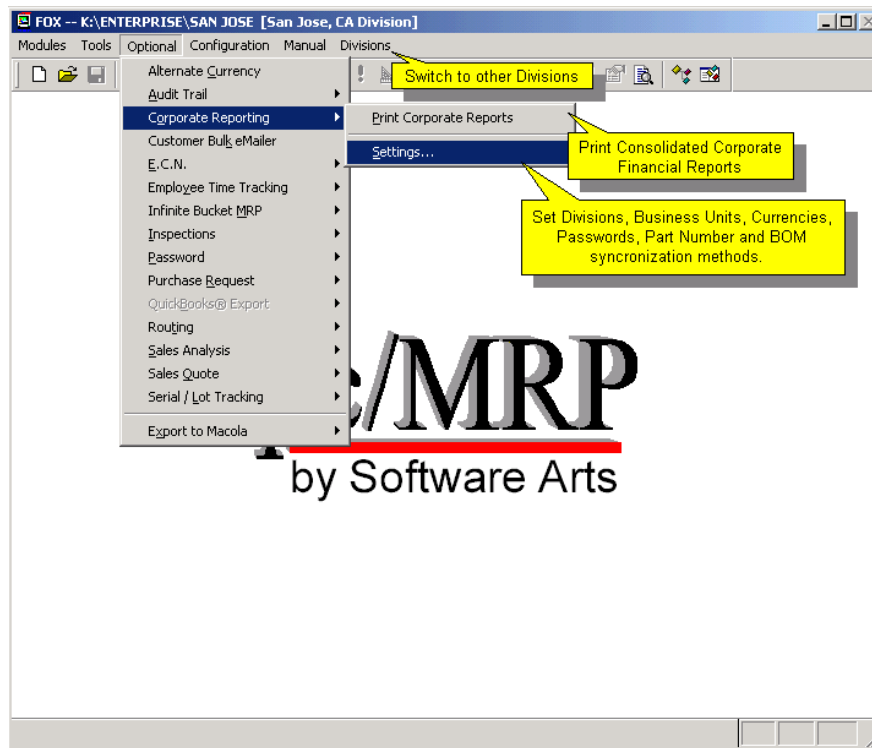 FOX -- K:\ENTERPRISE\SAN JOSE [San Jose, CA Division]
Modules Tools Optional Configuration Manual Divisions
Switch to other Divisions
Alternate Currency
Audit Trail
Corporate Reporting
Customer Bulk eMailer
E.C.N.
Employee Time Tracking
Infinite Bucket MRP
Inspections
Password
Purchase Request
QuickBooks® Export
Routing
Sales Analysis
Sales Quote
Serial / Lot Tracking
Export to Macola
Print Corporate Reports
Settings...
Print Consolidated Corporate
Financial Reports
Set Divisions, Business Units, Currencies,
Passwords, Part Number and BOM
syncronization methods.
/MRP
by Software Arts